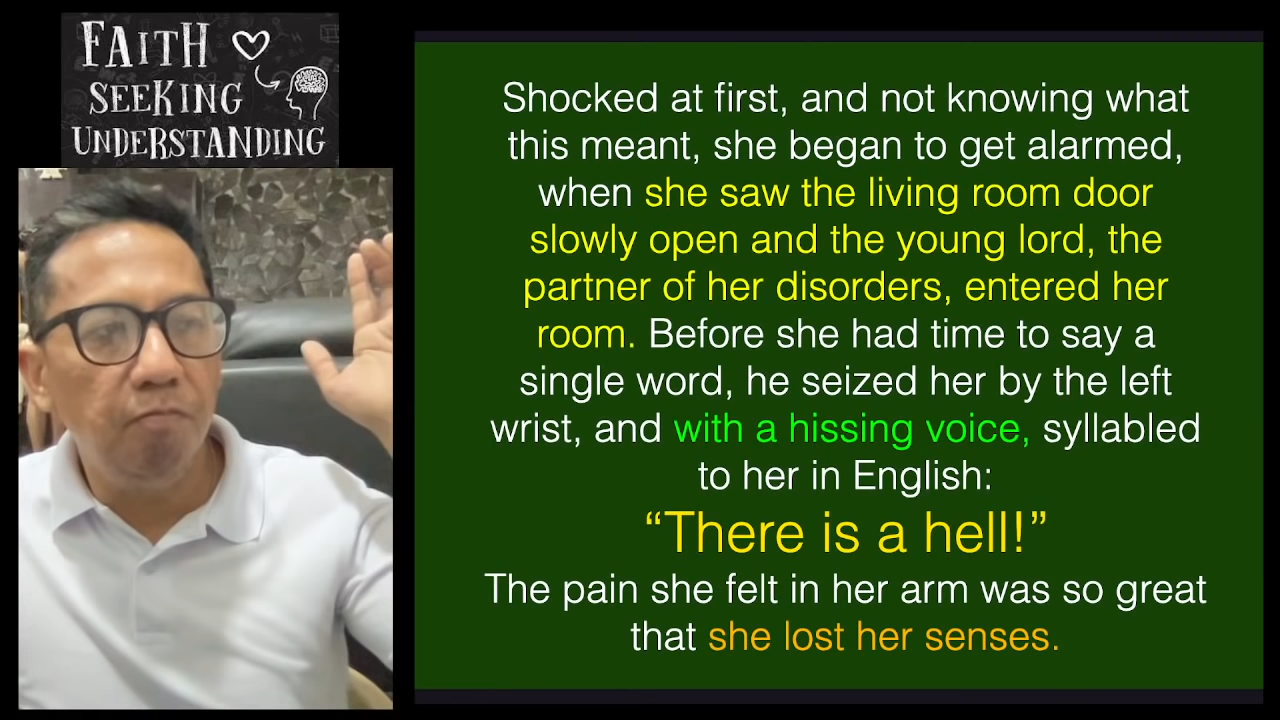 FAITH
SEEKING
UNDERSTANDING
Shocked at first, and not knowing what
this meant, she began to get alarmed,
when she saw the living room door
slowly open and the young lord, the
partner of her disorders, entered her
room. Before she had time to say a
single word, he seized her by the left
wrist, and with a hissing voice, syllabled
to her in English:
“There is a hell!”
The pain she felt in her arm was so great
that she lost her senses.